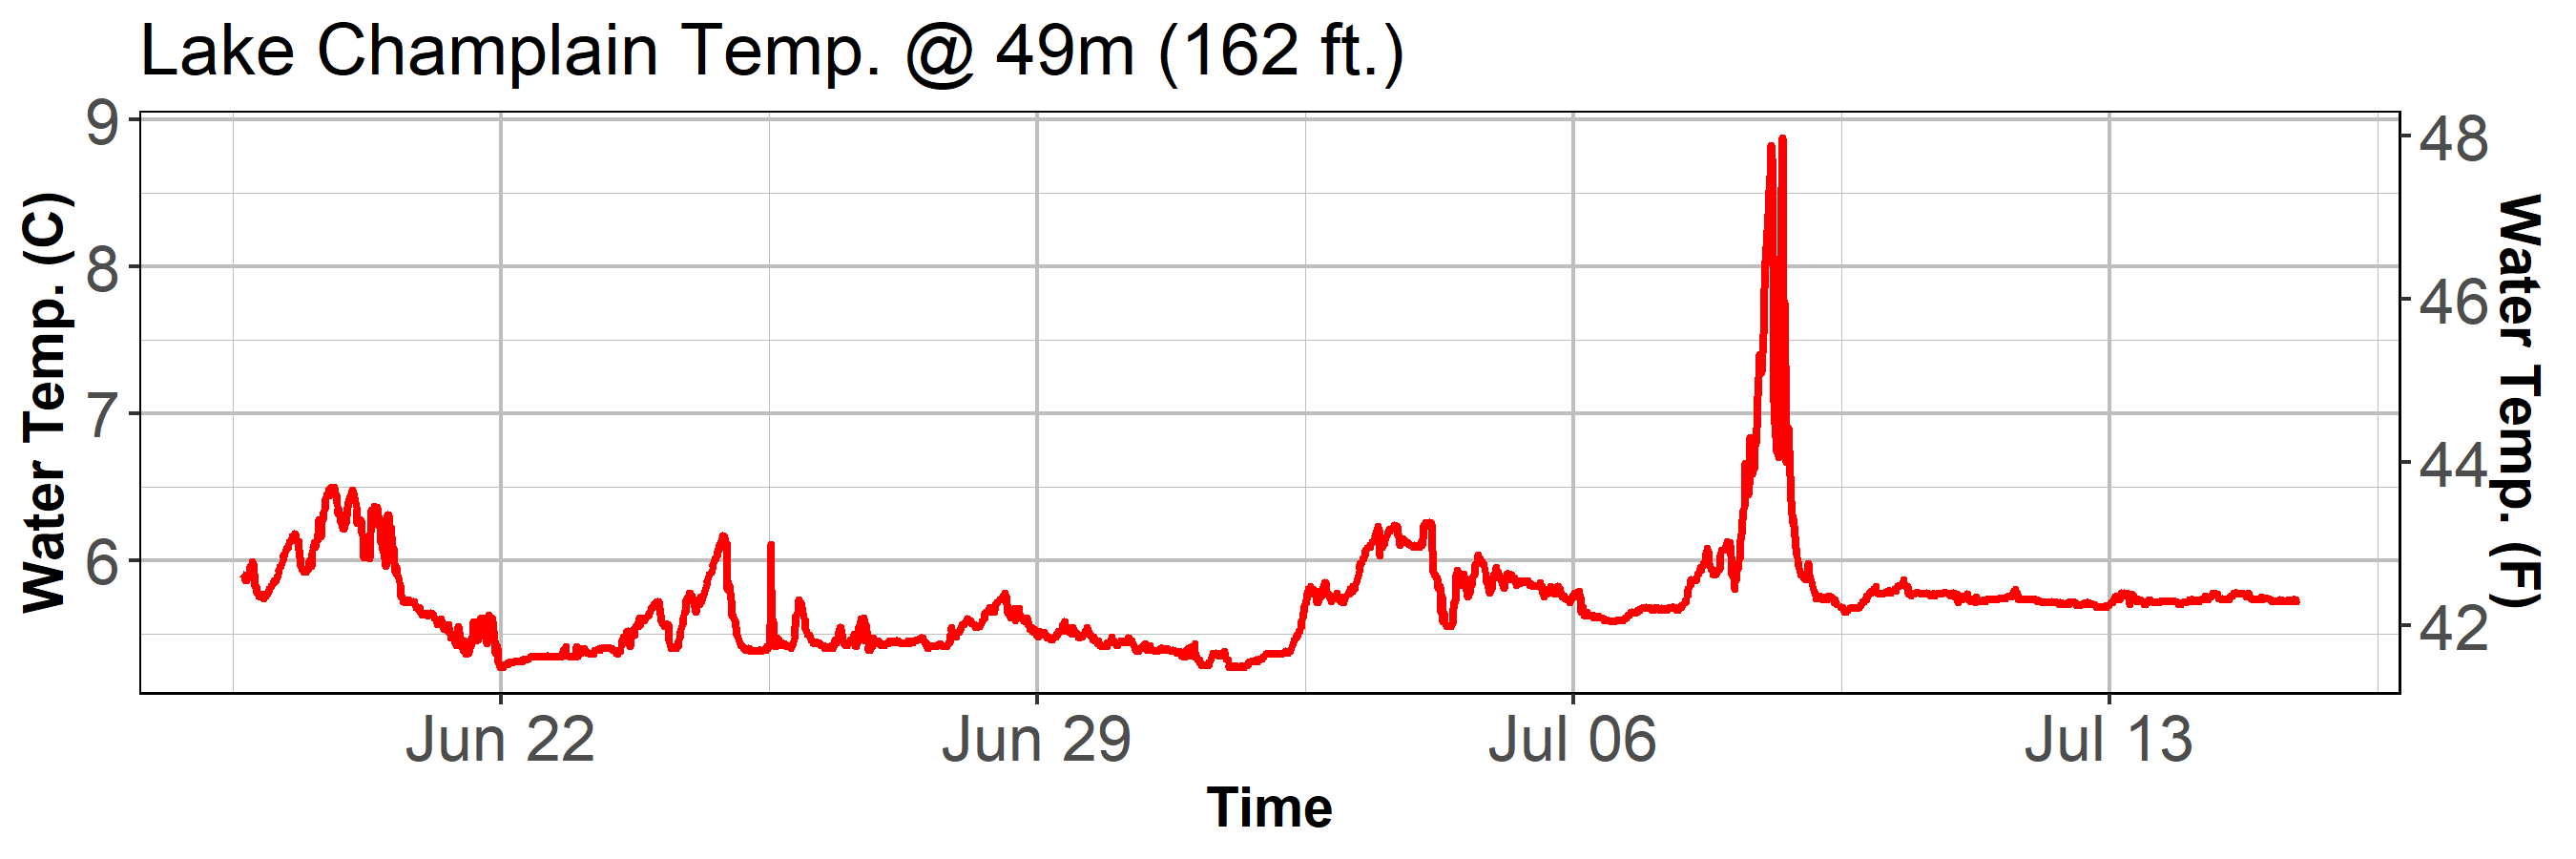 Lake Champlain Temp. @ 49m (162 ft.)
Water Temp. (C)
9
8
7
6
48
46
44
42
Water Temp. (F)
Jun 22 Jun 29 Jul 06 Jul 13
Time